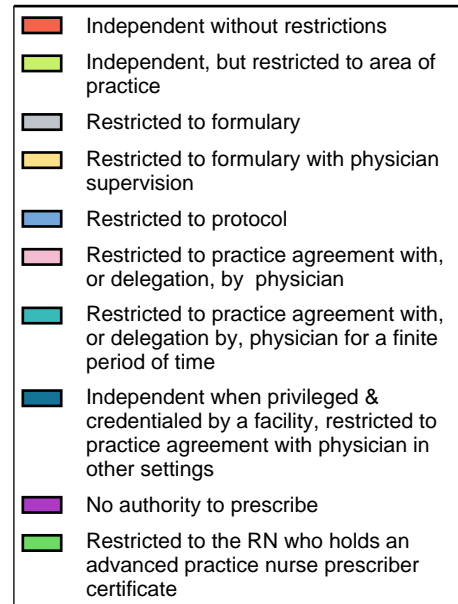 Independent without restrictions
Independent, but restricted to area of
practice
Restricted to formulary
Restricted to formulary with physician
supervision
Restricted to protocol
Restricted to practice agreement with,
or delegation, by physician
Restricted to practice agreement with,
or delegation by, physician for a finite
period of time
Independent when privileged &
credentialed by a facility, restricted to
practice agreement with physician in
other settings
No authority to prescribe
Restricted to the RN who holds an
advanced practice nurse prescriber
certificate